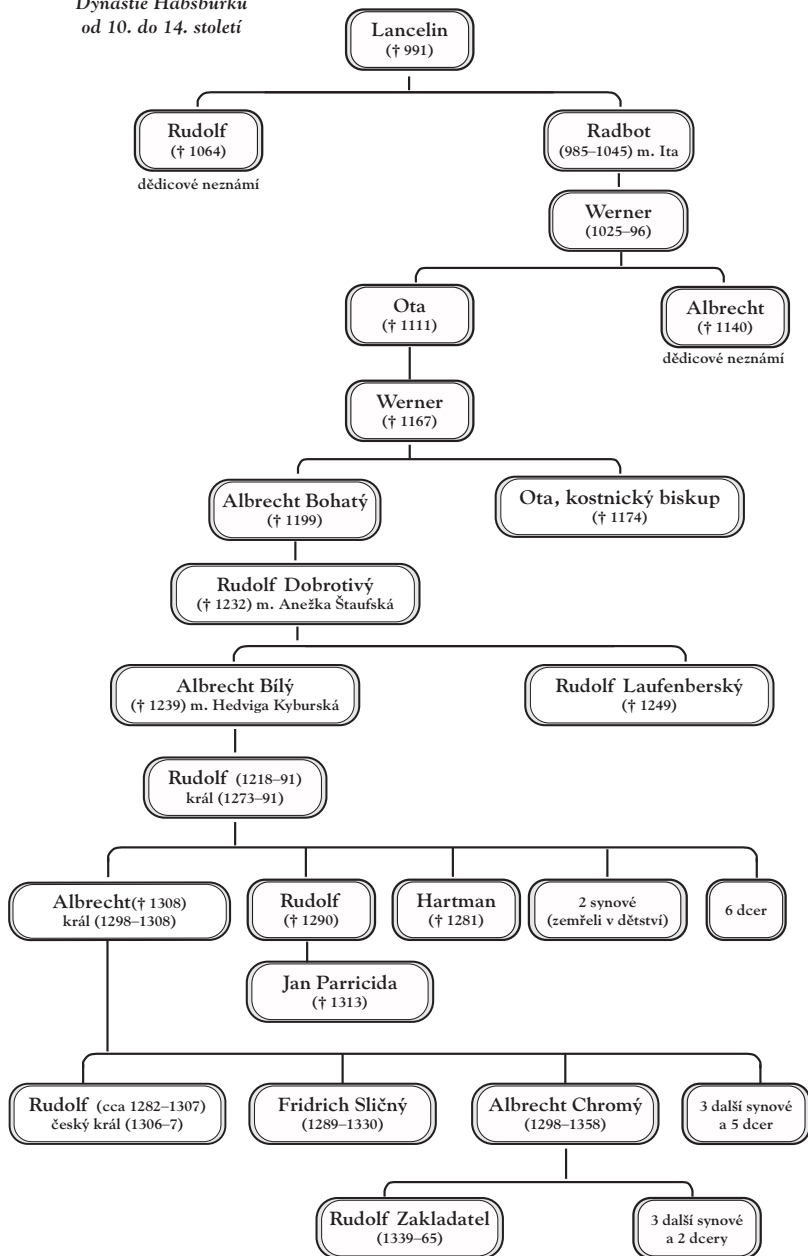 Dynastie Habsburků
od 10. do 14. století
Lancelin
(† 991)
Rudolf
(† 1064)
dědicové neznámí
Radbot
(985–1045) m. Ita
Werner
(1025–96)
Ota
(† 1111)
Albrecht
(† 1140)
dědicové neznámí
Werner
(† 1167)
Albrecht Bohatý
(† 1199)
Ota, kostnický biskup
(† 1174)
Rudolf Dobrotivý
(† 1232) m. Anežka Štaufská
Albrecht Bílý
(† 1239) m. Hedviga Kyburská
Rudolf Laufenberský
(† 1249)
Rudolf (1218–91)
král (1273–91)
Albrecht († 1308)
král (1298–1308)
Rudolf
(† 1290)
Hartman
(† 1281)
2 synové
(zemřeli v dětství)
6 dcer
Jan Parricida
(† 1313)
Rudolf (cca 1282–1307)
český král (1306–7)
Fridrich Sličný
(1289–1330)
Albrecht Chromý
(1298–1358)
3 další synové
a 5 dcer
Rudolf Zakladatel
(1339–65)
3 další synové
a 2 dcery